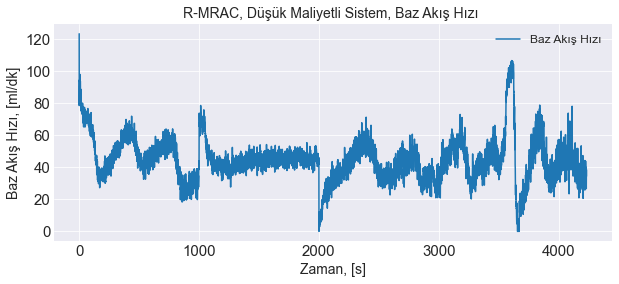 R-MRAC, Düşük Maliyetli Sistem, Baz Akış Hızı
Baz Akış Hızı
Baz Akış Hızı, [ml/dk]
120
100
80
60
40
20
0
0 1000 2000 3000 4000
Zaman, [s]